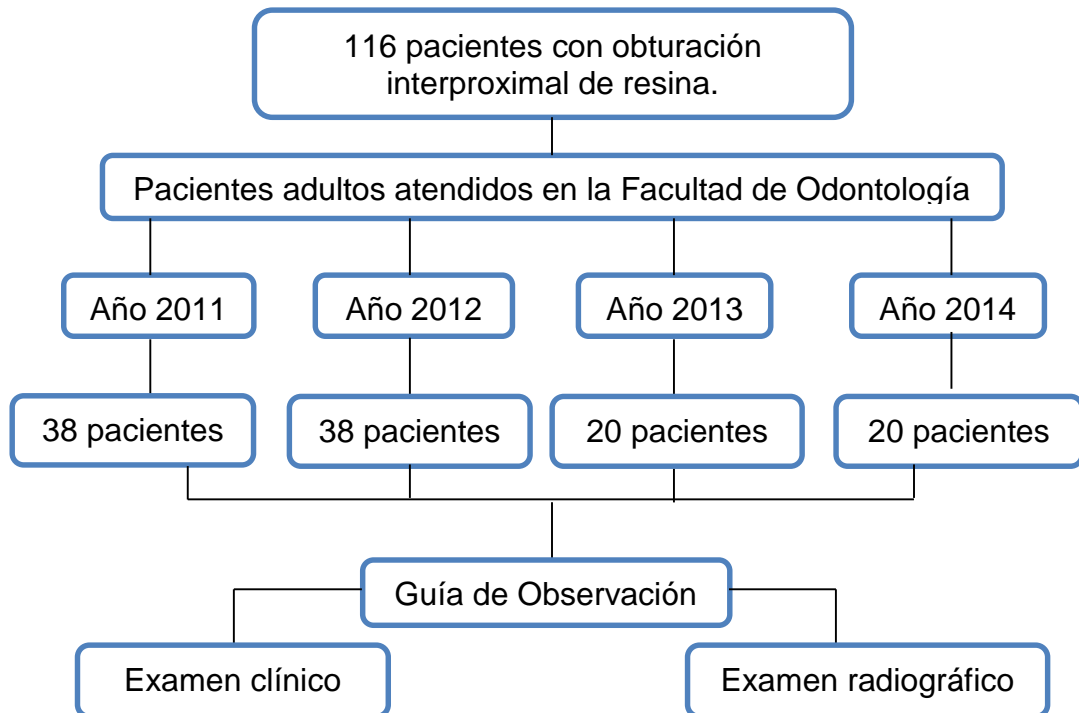 116 pacientes con obturación
interproximal de resina.
Pacientes adultos atendidos en la Facultad de Odontología
Año 2011
Año 2012
Año 2013
Año 2014
38 pacientes
38 pacientes
20 pacientes
20 pacientes
Guía de Observación
Examen clínico
Examen radiográfico